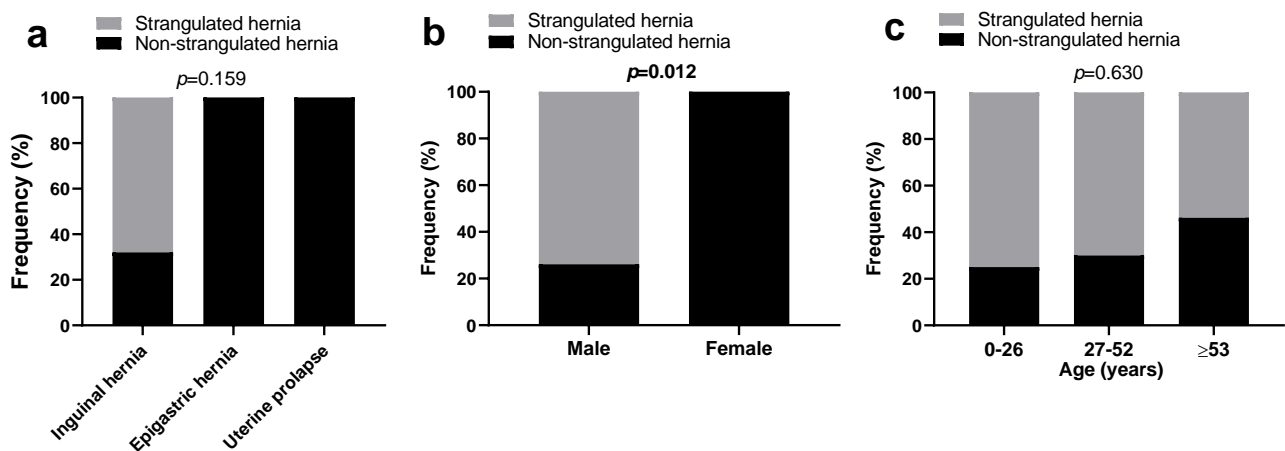 a
Strangulated hernia
Non-strangulated hernia
p=0.159
Frequency (%)
100
80
60
40
20
0
Inguinal hernia
Epigastric hernia
Uterine prolapse
b
Strangulated hernia
Non-strangulated hernia
p=0.012
Frequency (%)
100
80
60
40
20
0
Male
Female
c
Strangulated hernia
Non-strangulated hernia
p=0.630
Frequency (%)
100
80
60
40
20
0
0-26
27-52
≥53
Age (years)